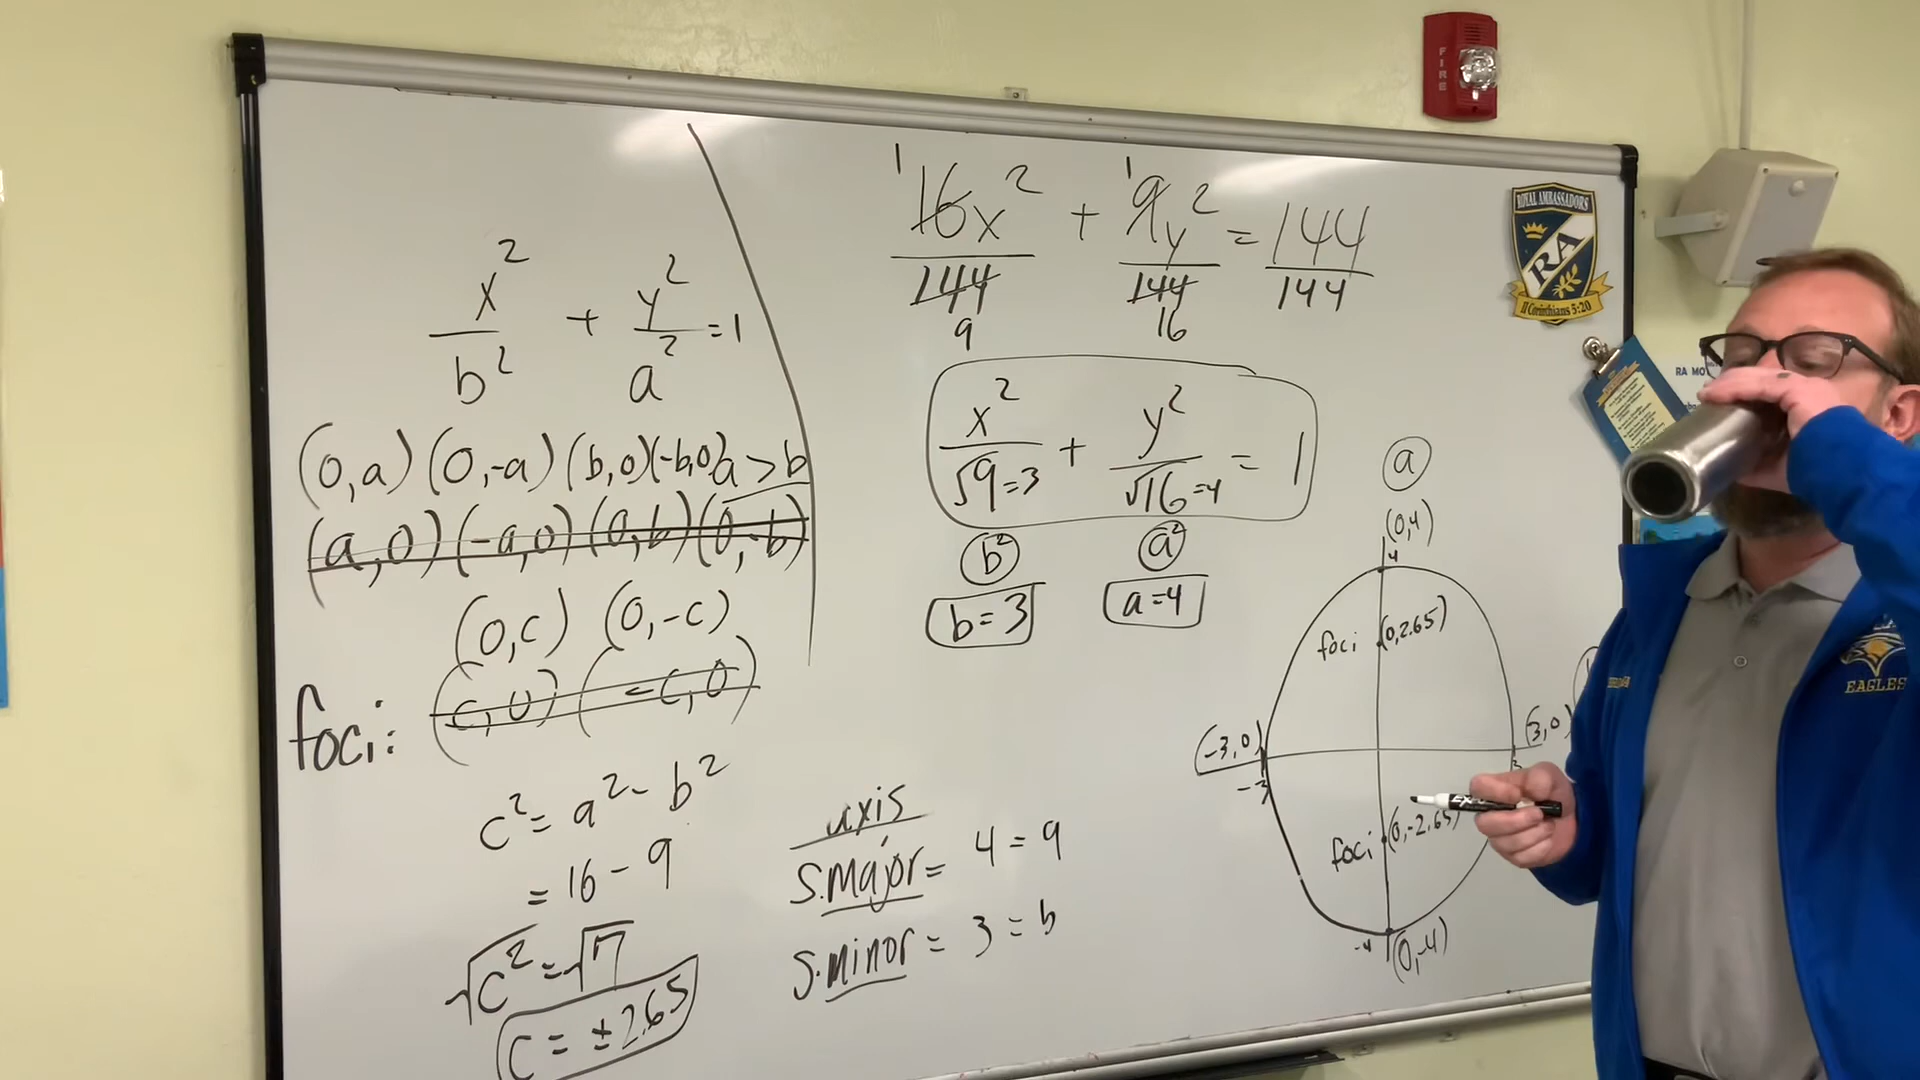 x² / b² + y² / a² = 1
(0,a) (0,-a) (b,0) (-b,0) a > b
(a,0) (-a,0) (0,b) (0,-b)
(0,c) (0,-c)
foci: (c,0) (-c,0)
c² = a² - b²
= 16 - 9
√c² = √7
c = ±2.65
1 1
16x² / 144 + 9y² / 144 = 144 / 144
9 16
x² / √9=3 + y² / √16=4 = 1
b² a²
b=3 a=4
axis
s.major = 4 = a
s.minor = 3 = b
a
(0,4)
4
foci (0,2.65)
(-3,0) (3,0)
-3 3
foci (0,-2.65)
-4 (0,-4)
FIRE
ROYAL AMBASSADORS
RA
II Corinthians 5:20
RA MO
EXPO
EAGLES